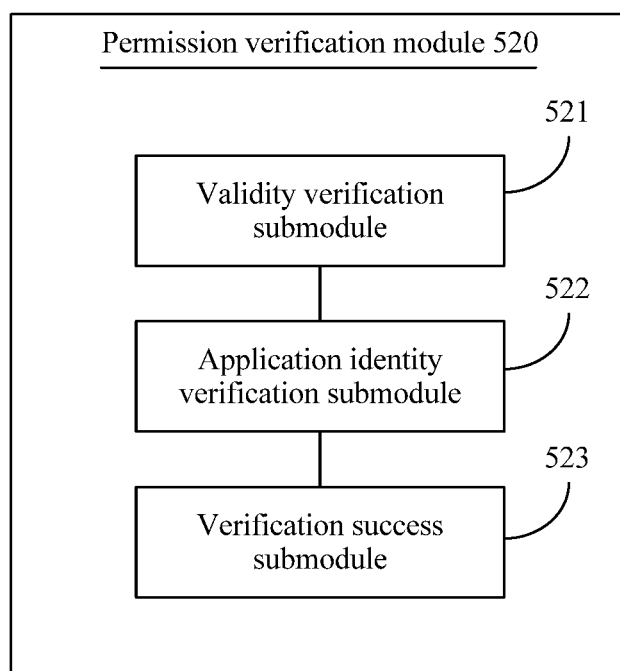 Permission verification module 520
521
Validity verification
submodule
522
Application identity
verification submodule
523
Verification success
submodule